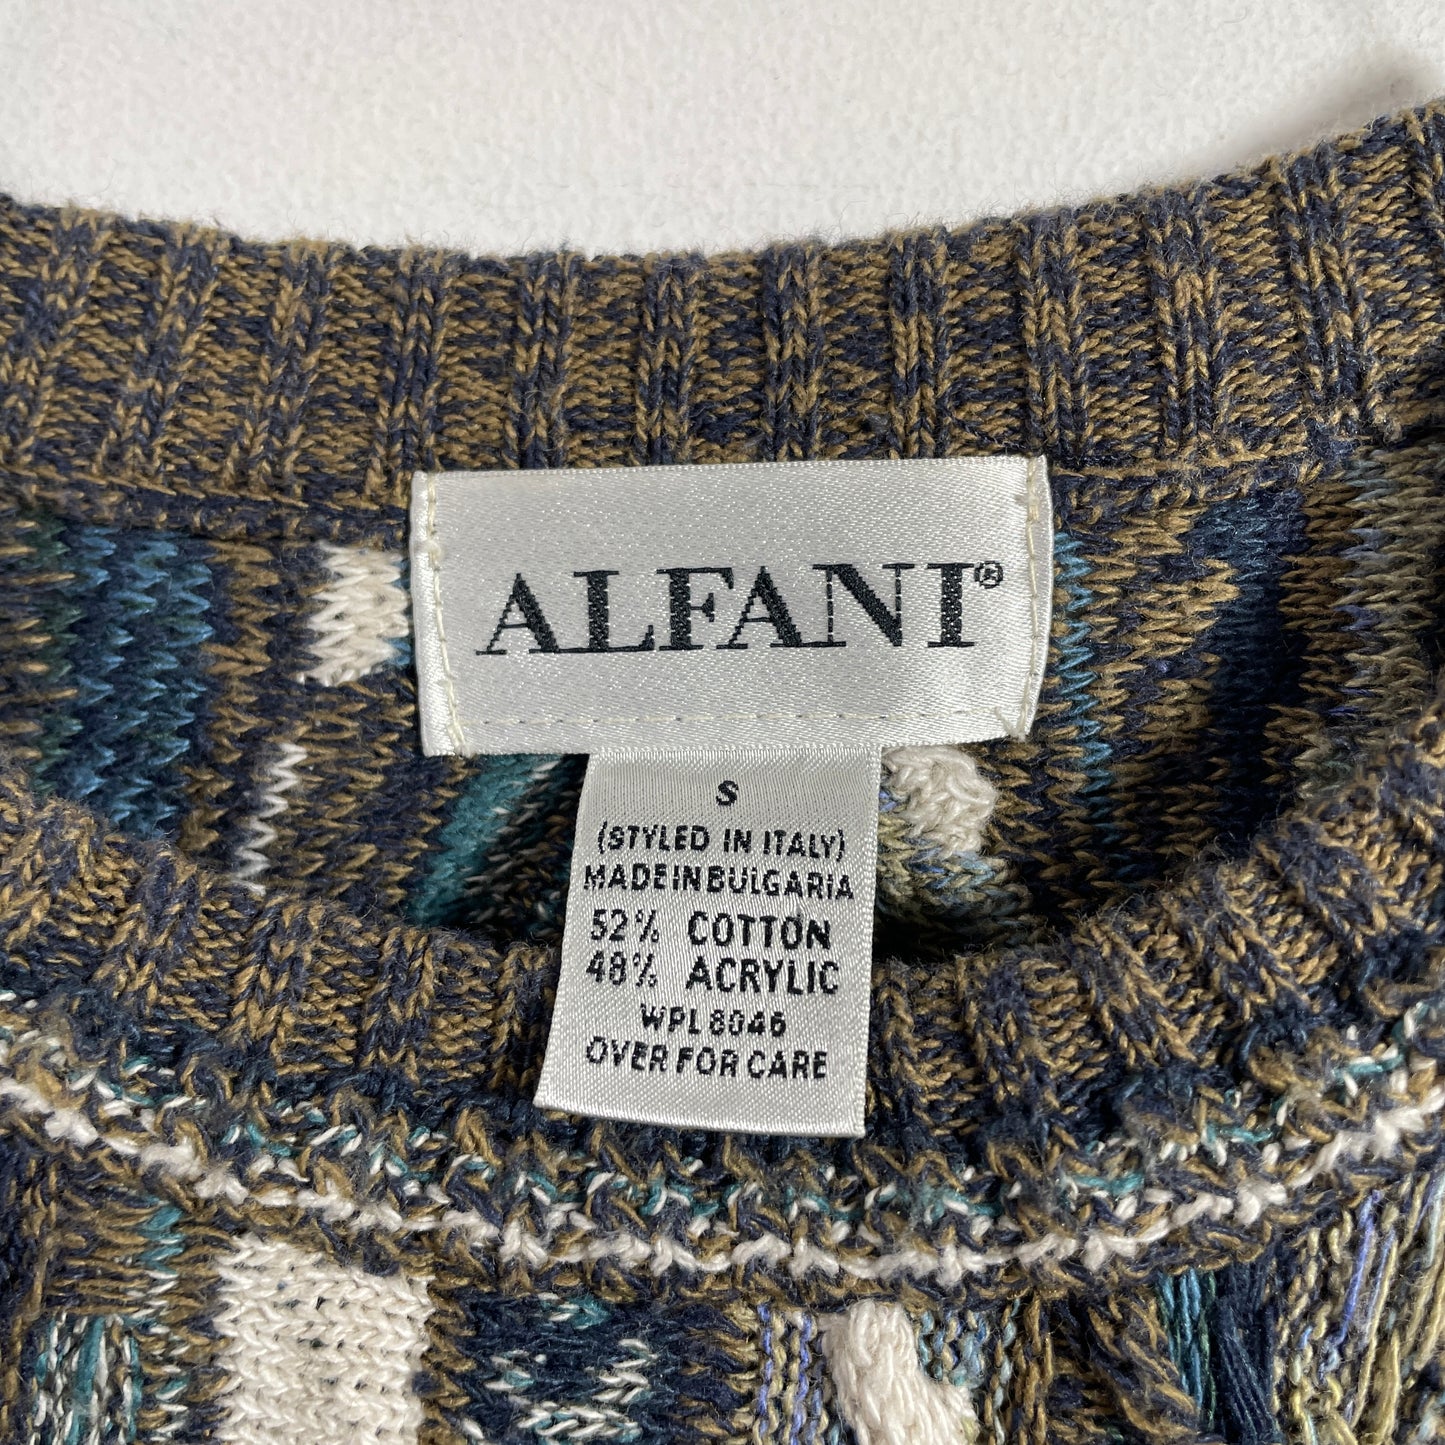 ALFANI®
S
(STYLED IN ITALY)
MADE IN BULGARIA
52% COTTON
48% ACRYLIC
WPL 8046
OVER FOR CARE